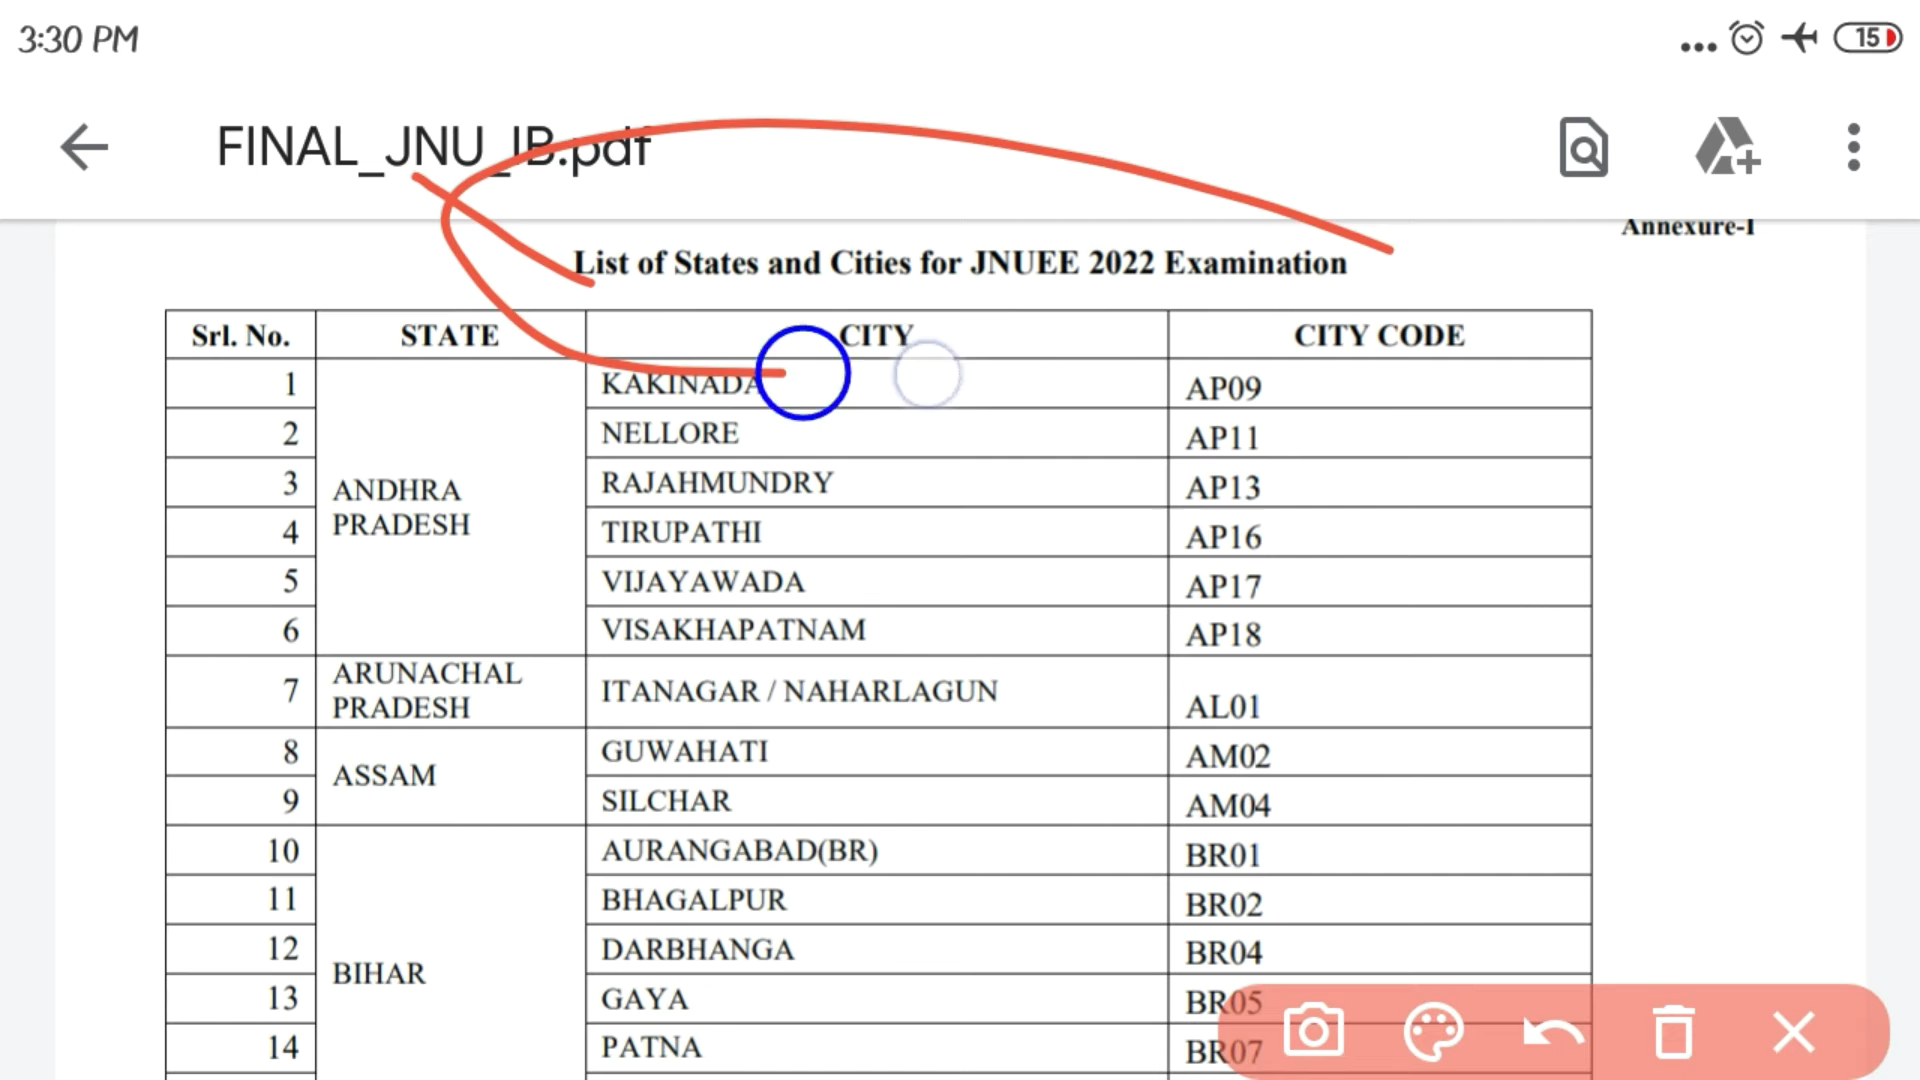 3:30 PM
15
FINAL_JNU_IB.pdf
Annexure-I
List of States and Cities for JNUEE 2022 Examination
Srl. No. STATE CITY CITY CODE
1 KAKINADA AP09
2 NELLORE AP11
3 RAJAHMUNDRY AP13
ANDHRA
PRADESH
4 TIRUPATHI AP16
5 VIJAYAWADA AP17
6 VISAKHAPATNAM AP18
ARUNACHAL
PRADESH
7 ITANAGAR / NAHARLAGUN AL01
8 GUWAHATI AM02
ASSAM
9 SILCHAR AM04
10 AURANGABAD(BR) BR01
11 BHAGALPUR BR02
12 DARBHANGA BR04
BIHAR
13 GAYA BR05
14 PATNA BR07